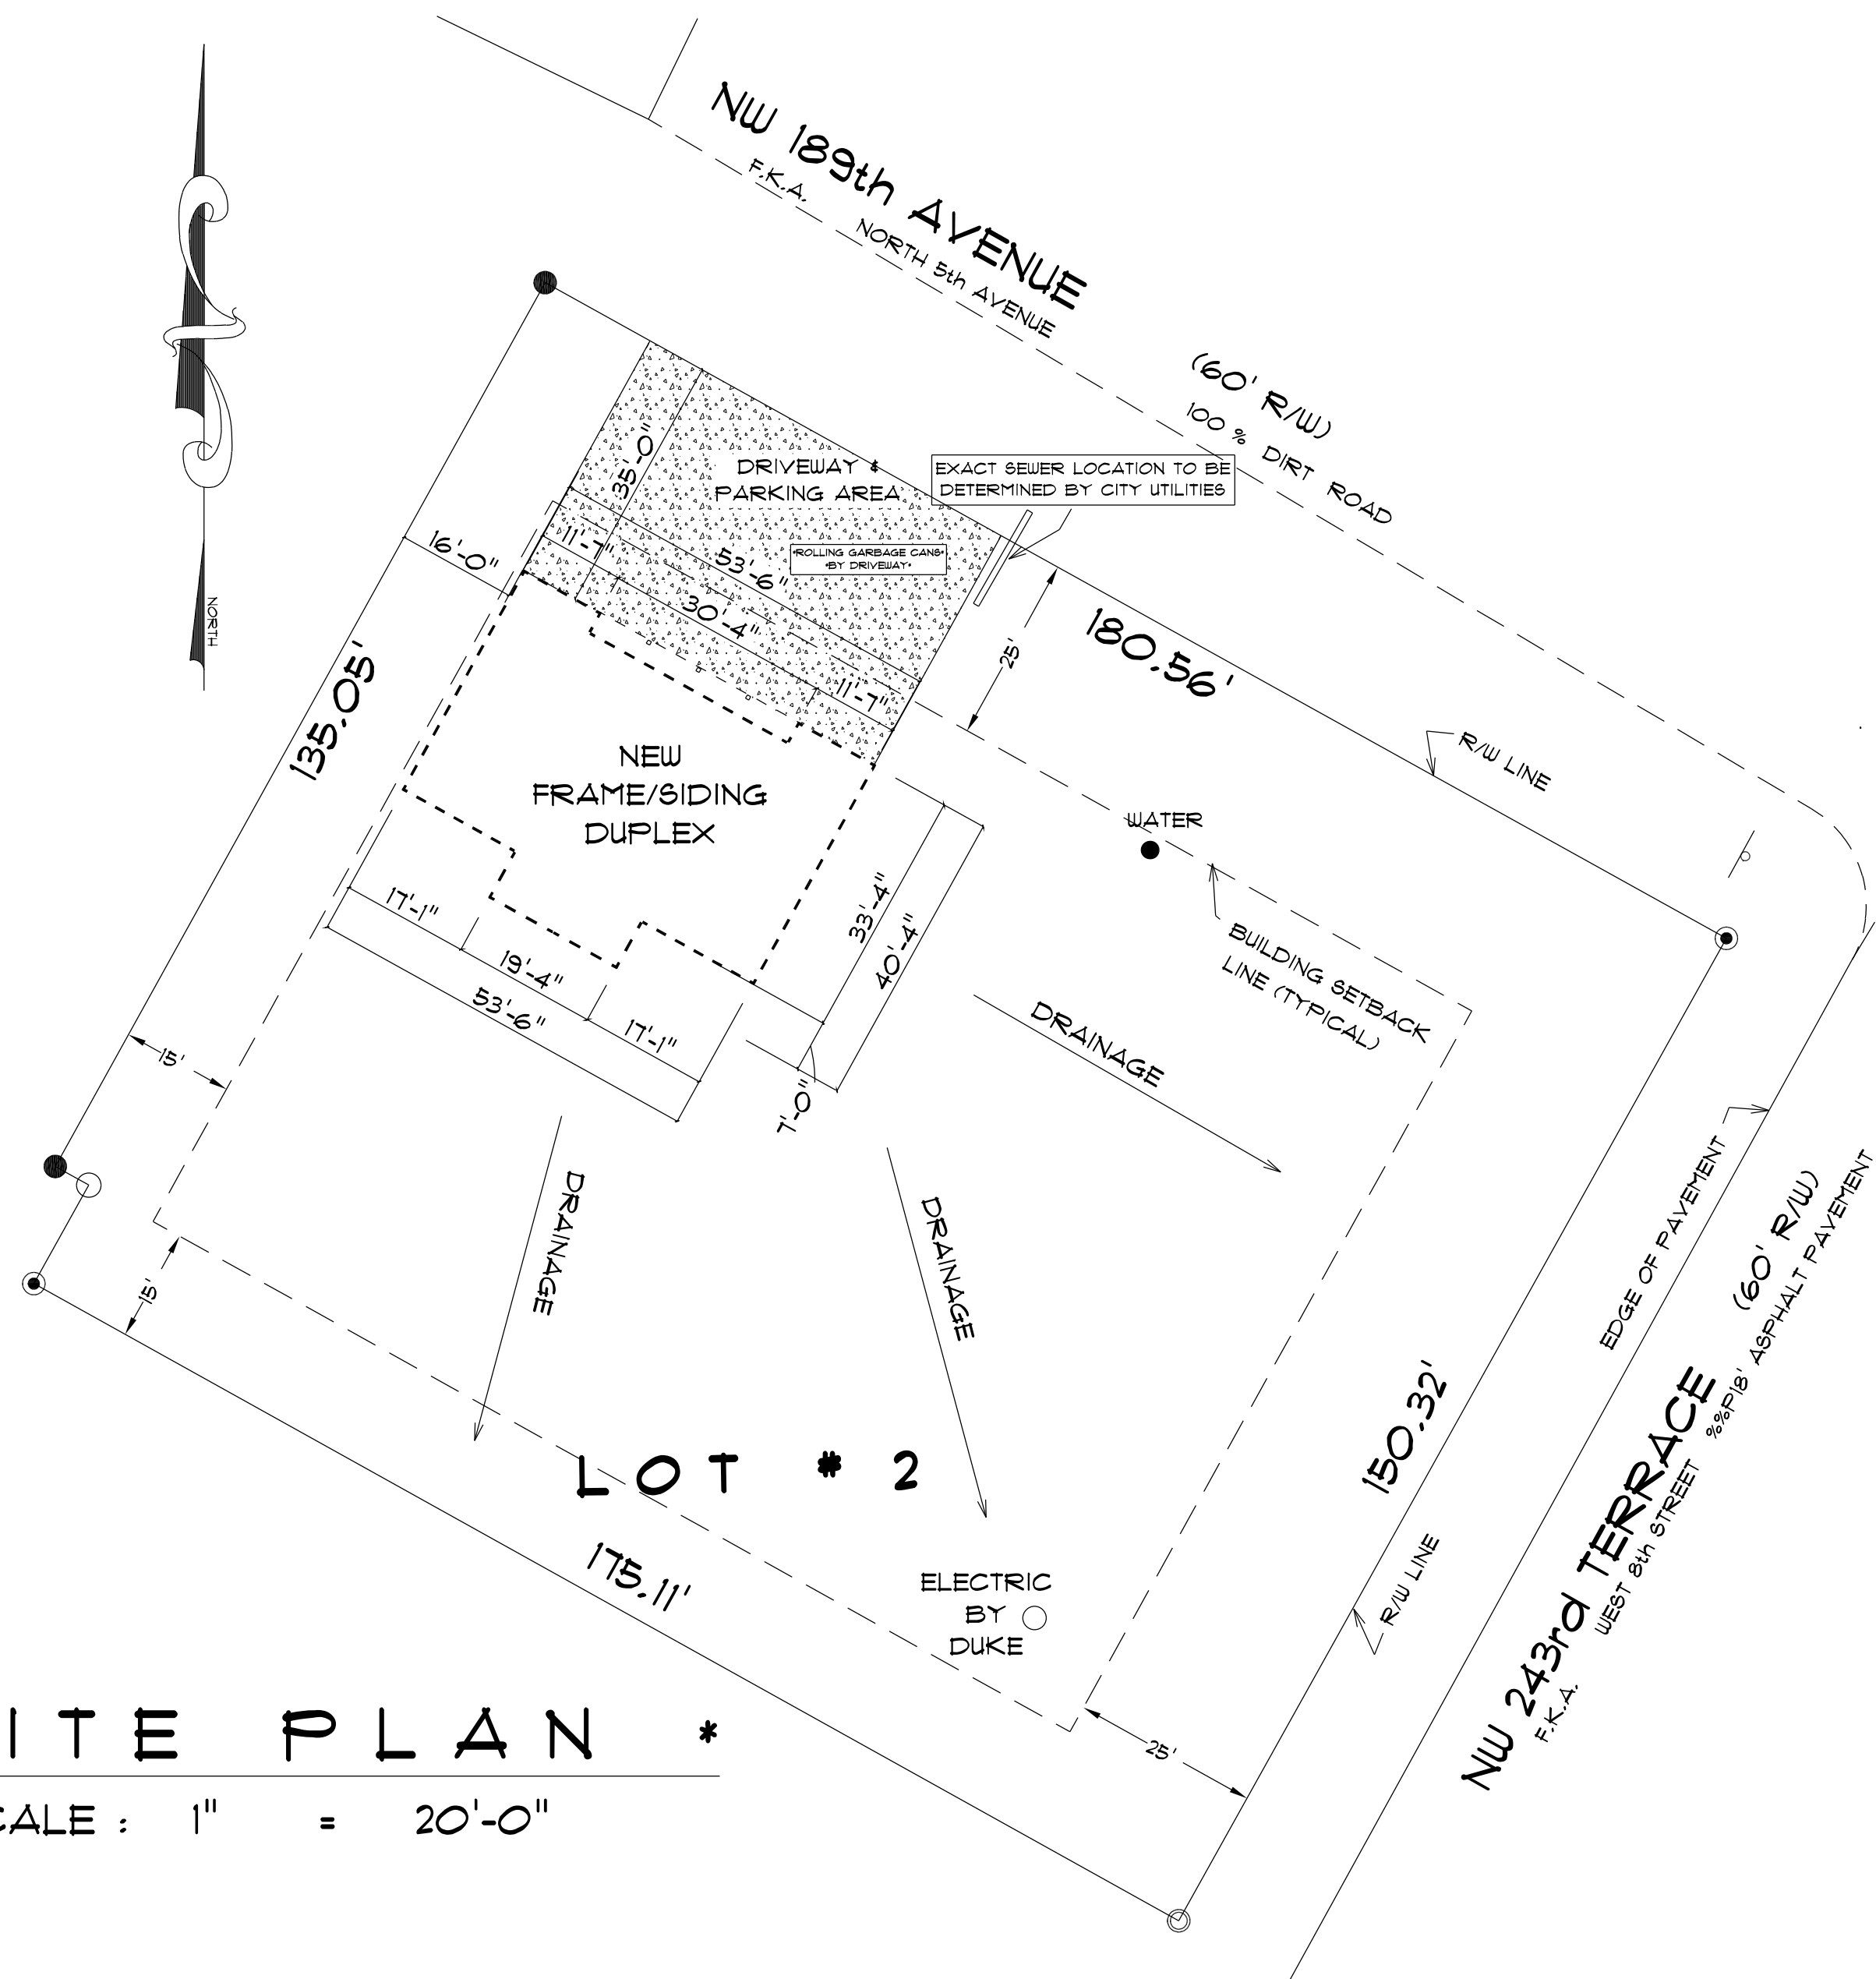 NW 189th AVENUE
F.K.A. NORTH 5th AVENUE
(60' R/W)
100 % DIRT ROAD
NORTH
DRIVEWAY &
PARKING AREA
EXACT SEWER LOCATION TO BE
DETERMINED BY CITY UTILITIES
*ROLLING GARBAGE CANS*
*BY DRIVEWAY*
35'-0"
16'-0"
11'-7"
53'-6"
30'-4"
11'-7"
25'
180.56'
135.05'
R/W LINE
NEW
FRAME/SIDING
DUPLEX
WATER
33'-4"
40'-4"
17'-1"
19'-4"
53'-6"
17'-1"
7'-0"
BUILDING SETBACK
LINE (TYPICAL)
DRAINAGE
15'
15'
DRAINAGE
DRAINAGE
EDGE OF PAVEMENT
(60' R/W)
%%P18' ASPHALT PAVEMENT
150.32'
NW 243rd TERRACE
F.K.A. WEST 8th STREET
R/W LINE
LOT # 2
175.11'
ELECTRIC
BY
DUKE
25'
ITE PLAN *
CALE : 1" = 20'-0"